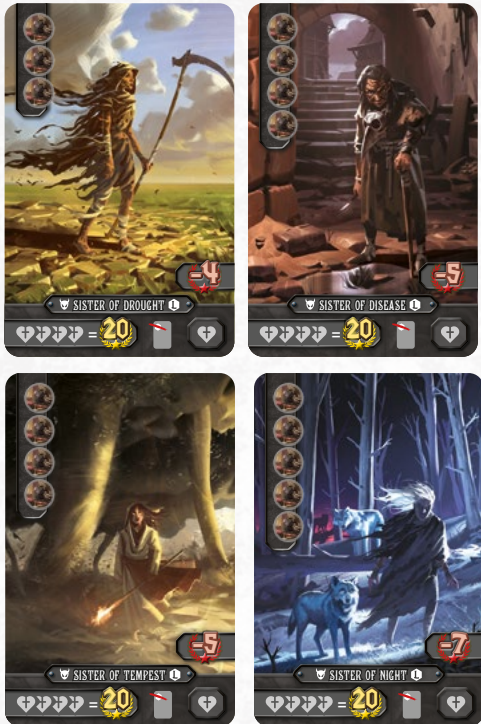 -4
SISTER OF DROUGHT L
= 20
-5
SISTER OF DISEASE L
= 20
-5
SISTER OF TEMPEST L
= 20
-7
SISTER OF NIGHT L
= 20